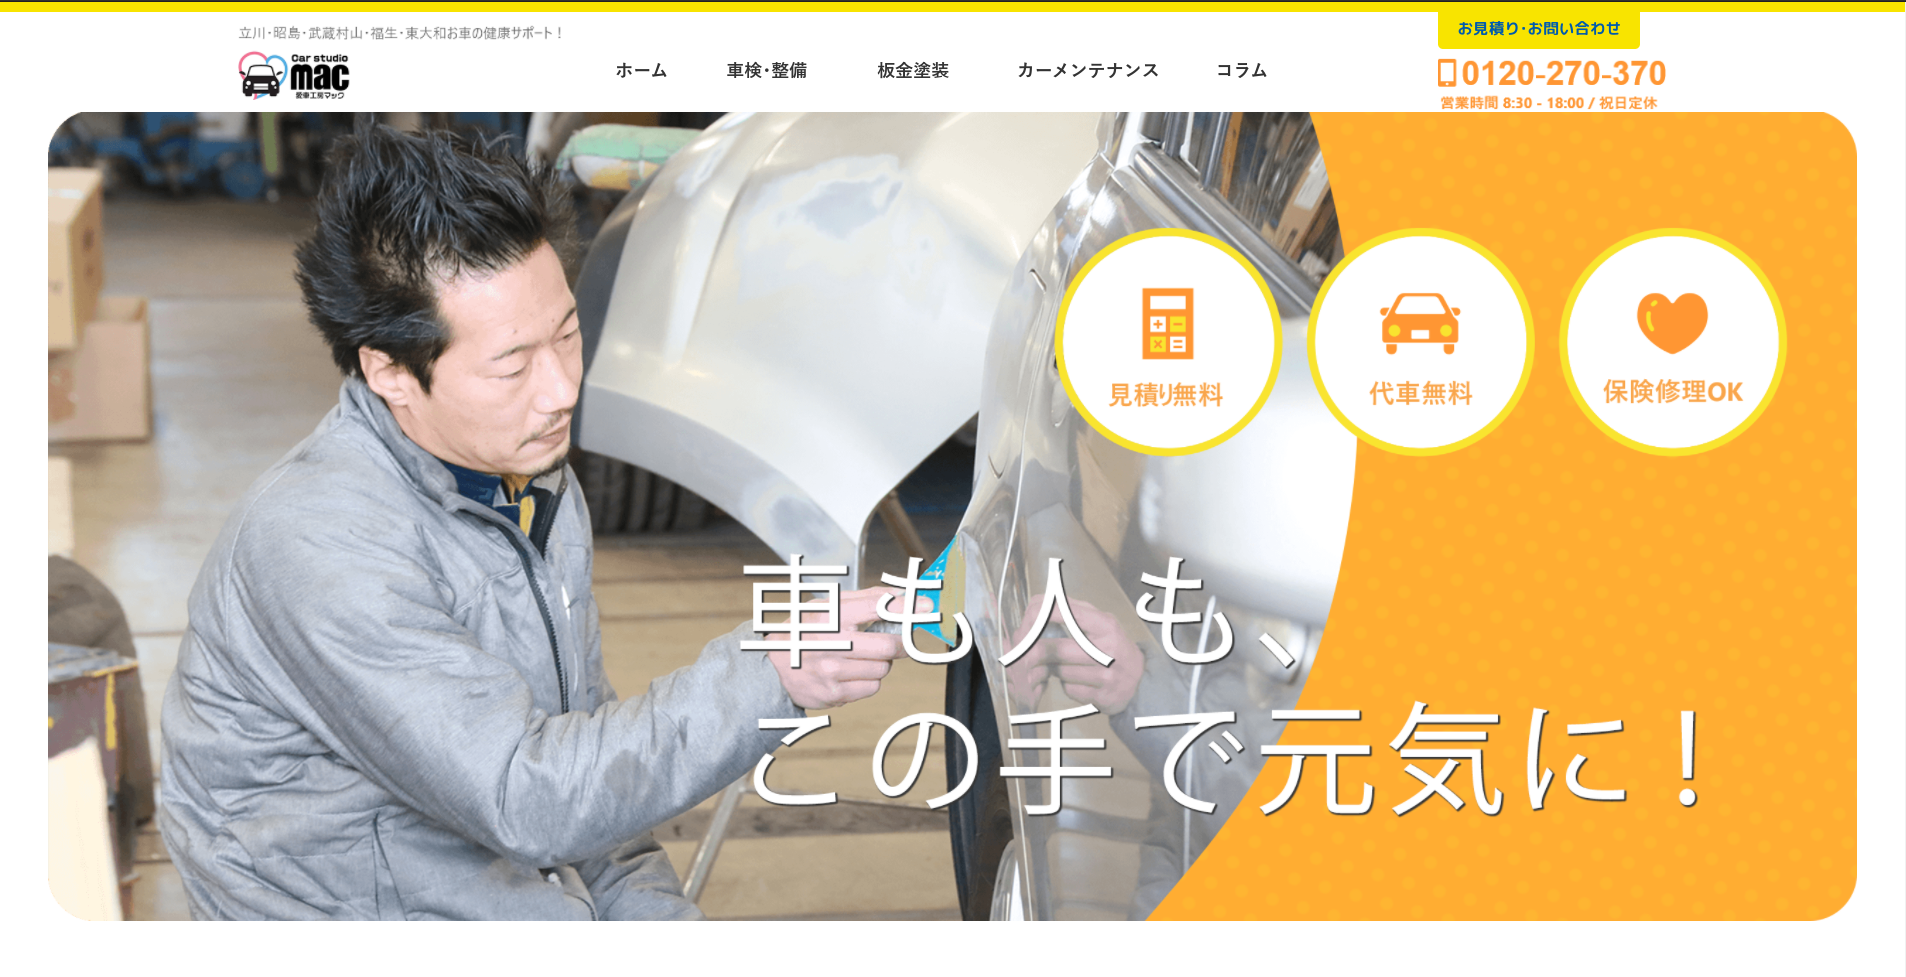 立川･昭島･武蔵村山･福生･東大和お車の健康サポート！
Car studio
mac
愛車工房マック
ホーム
車検･整備
板金塗装
カーメンテナンス
コラム
お見積り･お問い合わせ
0120-270-370
営業時間 8:30 - 18:00 / 祝日定休
見積り無料
代車無料
保険修理OK
車も人も、
この手で元気に！